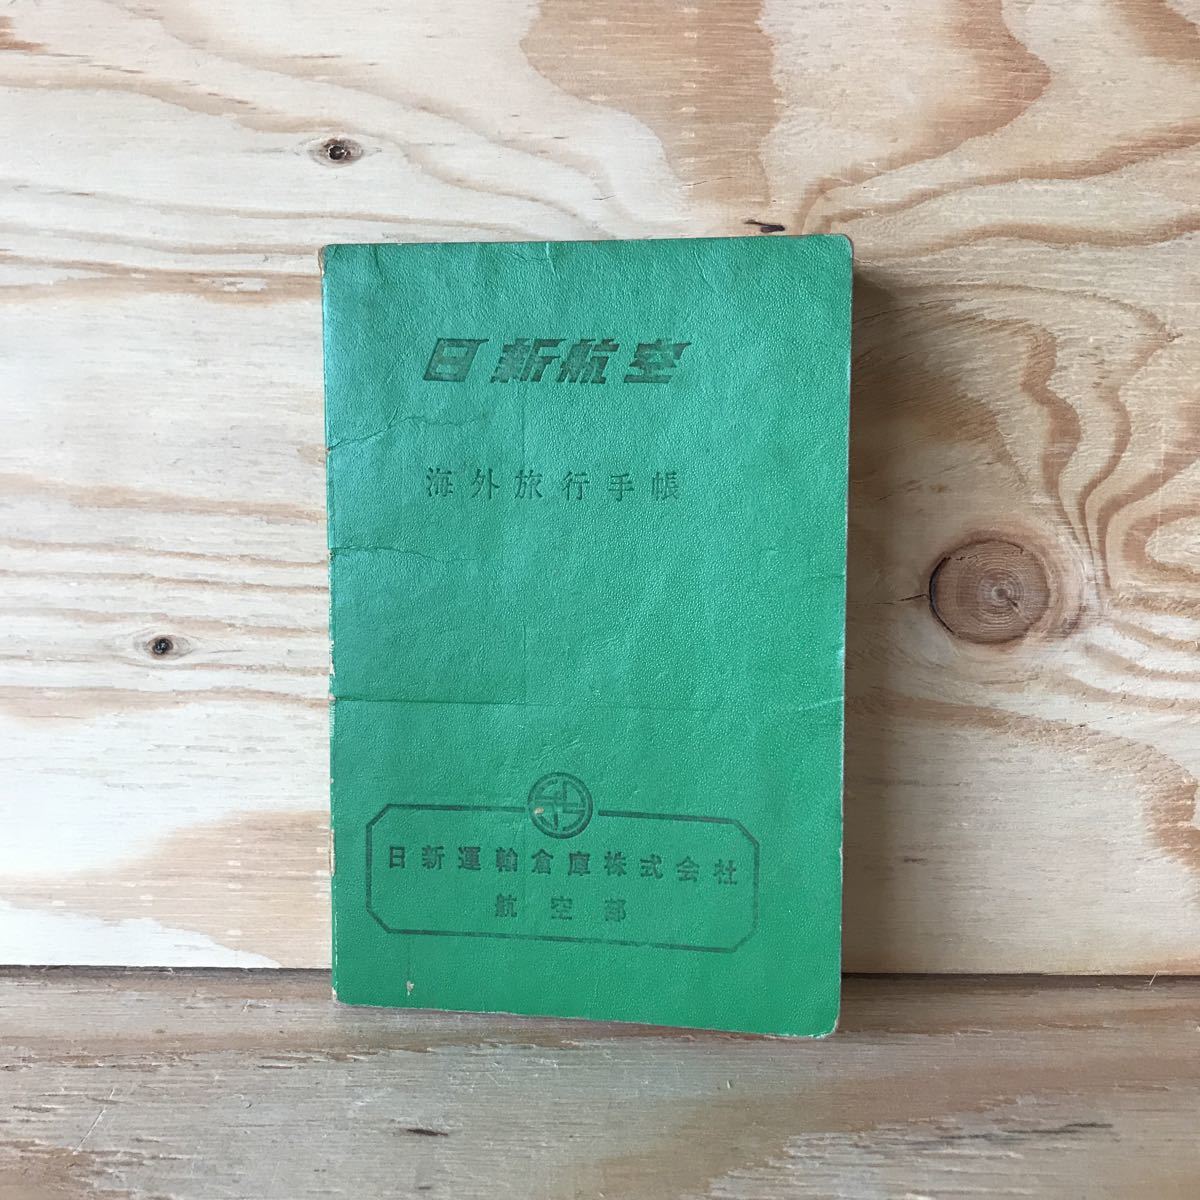 日新航空
海外旅行手帳
日新運輸倉庫株式会社
航空部